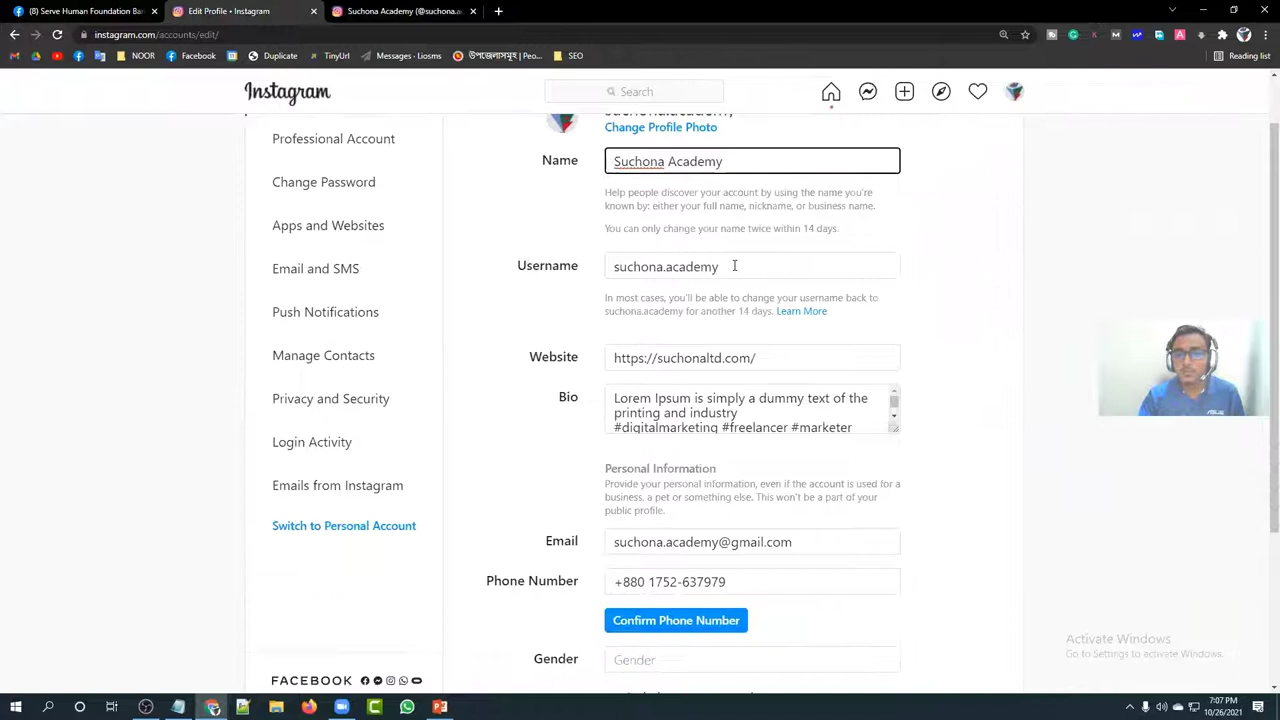 (8) Serve Human Foundation Ba
Edit Profile • Instagram
Suchona Academy (@suchona.ac
instagram.com/accounts/edit/
NOOR
Education
Duplicate
TinyUrl
Messages - Liosms
উপজেলাসমূহ | Peo...
SEO
Reading list
Instagram
Search
Professional Account
Change Password
Apps and Websites
Email and SMS
Push Notifications
Manage Contacts
Privacy and Security
Login Activity
Emails from Instagram
Switch to Personal Account
FACEBOOK
Change Profile Photo
Name
Suchona Academy
Help people discover your account by using the name you're
known by: either your full name, nickname, or business name.
You can only change your name twice within 14 days.
Username
suchona.academy
In most cases, you'll be able to change your username back to
suchona.academy for another 14 days. Learn More
Website
https://suchonaltd.com/
Bio
Lorem Ipsum is simply a dummy text of the
printing and industry
#digitalmarketing #freelancer #marketer
Personal Information
Provide your personal information, even if the account is used for a
business, a pet or something else. This won't be a part of your
public profile.
Email
suchona.academy@gmail.com
Phone Number
+880 1752-637979
Confirm Phone Number
Gender
Gender
ASUS
Activate Windows
Go to Settings to activate Windows.
7:07 PM
10/26/2021